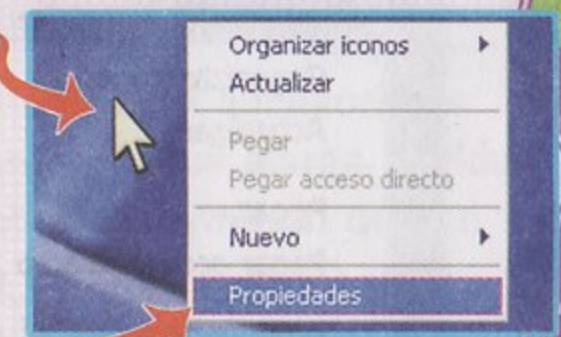 Organizar iconos
Actualizar
Pegar
Pegar acceso directo
Nuevo
Propiedades